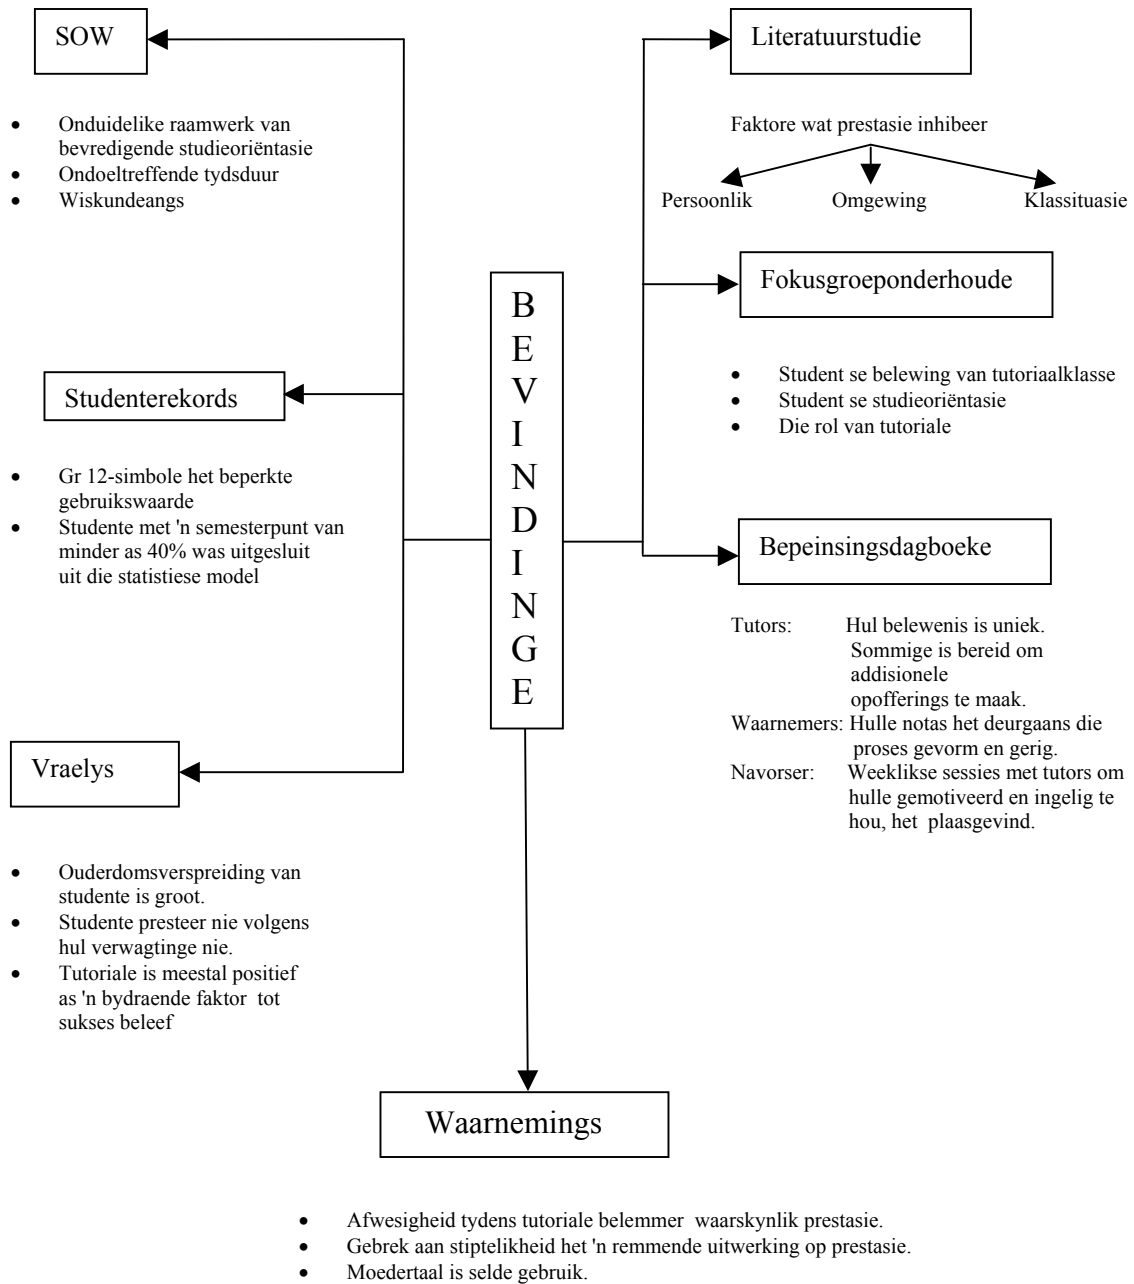 SOW
• Onduidelike raamwerk van
bevredigende studieoriëntasie
• Ondoeltreffende tydsduur
• Wiskundeangs
Studenterekords
• Gr 12-simbole het beperkte
gebruikswaarde
• Studente met 'n semesterpunt van
minder as 40% was uitgesluit
uit die statistiese model
Vraelys
• Ouderdomsverspreiding van
studente is groot.
• Studente presteer nie volgens
hul verwagtinge nie.
• Tutoriale is meestal positief
as 'n bydraende faktor tot
sukses beleef
B
E
V
I
N
D
I
N
G
E
Literatuurstudie
Faktore wat prestasie inhibeer
Persoonlik Omgewing Klassituasie
Fokusgroeponderhoude
• Student se belewing van tutoriaalklasse
• Student se studieoriëntasie
• Die rol van tutoriale
Bepeinsingsdagboeke
Tutors: Hul belewenis is uniek.
Sommige is bereid om
addisionele
opofferings te maak.
Waarnemers: Hulle notas het deurgaans die
proses gevorm en gerig.
Navorser: Weeklikse sessies met tutors om
hulle gemotiveerd en ingelig te
hou, het plaasgevind.
Waarnemings
• Afwesigheid tydens tutoriale belemmer waarskynlik prestasie.
• Gebrek aan stiptelikheid het 'n remmende uitwerking op prestasie.
• Moedertaal is selde gebruik.